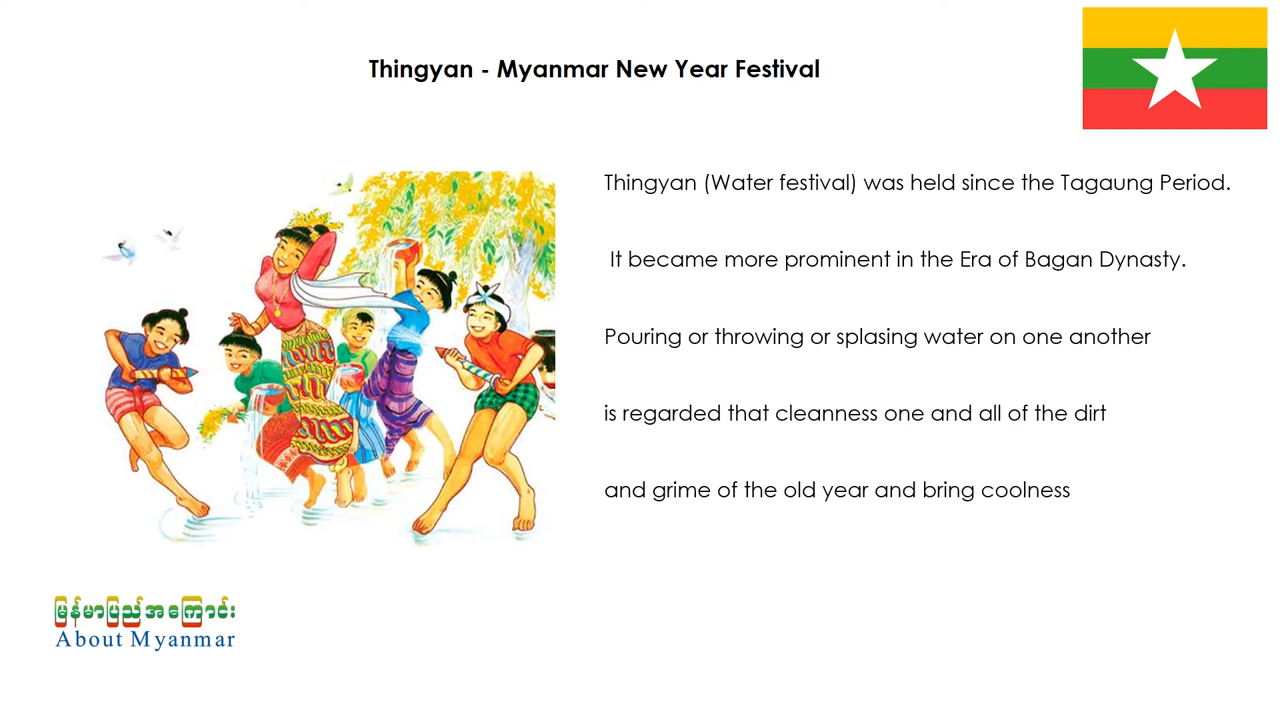 Thingyan - Myanmar New Year Festival
Thingyan (Water festival) was held since the Tagaung Period.
It became more prominent in the Era of Bagan Dynasty.
Pouring or throwing or splasing water on one another
is regarded that cleanness one and all of the dirt
and grime of the old year and bring coolness
မြန်မာပြည်အကြောင်း
About Myanmar